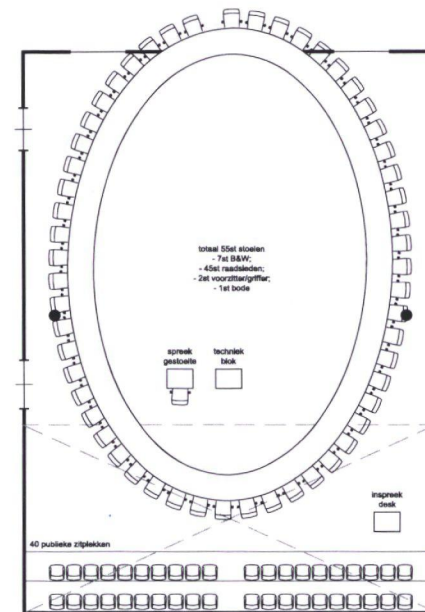 totaal 55st stoelen
- 7st B&W;
- 45st raadsleden;
- 2st voorzitter/griffer;
- 1st bode
spreek
gestoelte
techniek
blok
inspreek
desk
40 publieke zitplekken